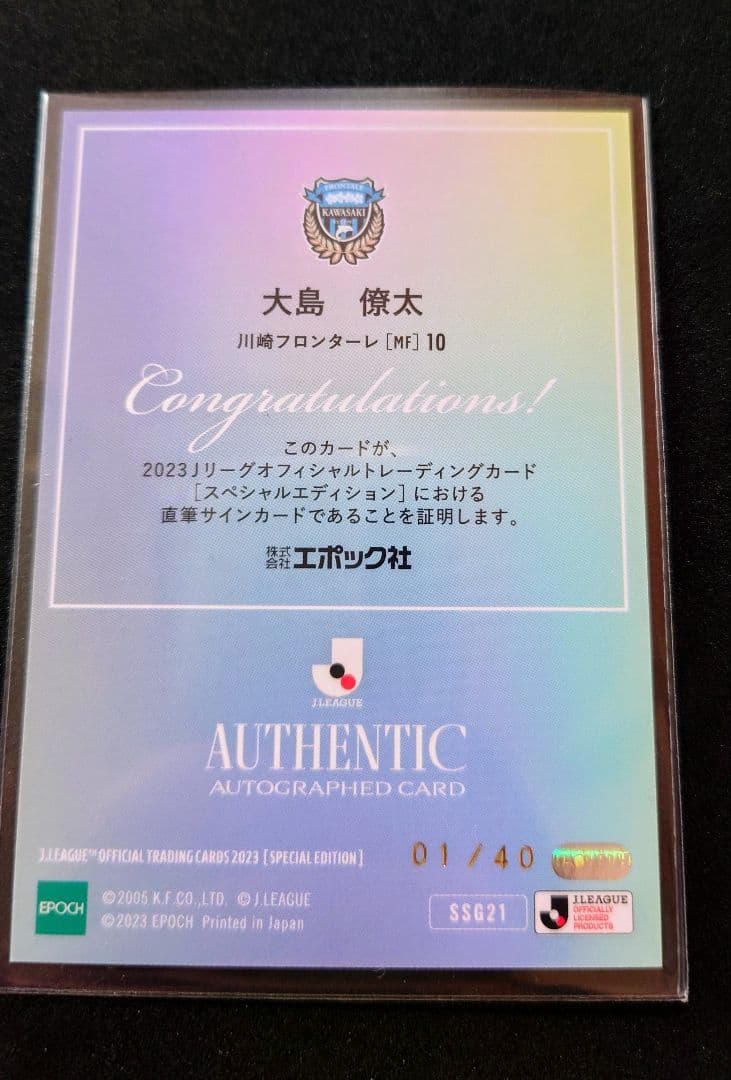 FRONTALE
KAWASAKI
大島 僚太
川崎フロンターレ［MF］10
Congratulations!
このカードが、
2023Jリーグオフィシャルトレーディングカード
［スペシャルエディション］における
直筆サインカードであることを証明します。
株式会社エポック社
J.LEAGUE
AUTHENTIC
AUTOGRAPHED CARD
J.LEAGUE™ OFFICIAL TRADING CARDS 2023 [SPECIAL EDITION]
01/40
EPOCH
©2005 K.F.CO.,LTD. ©J.LEAGUE
©2023 EPOCH Printed in Japan
SSG21
J.LEAGUE
OFFICIALLY
LICENSED
PRODUCTS